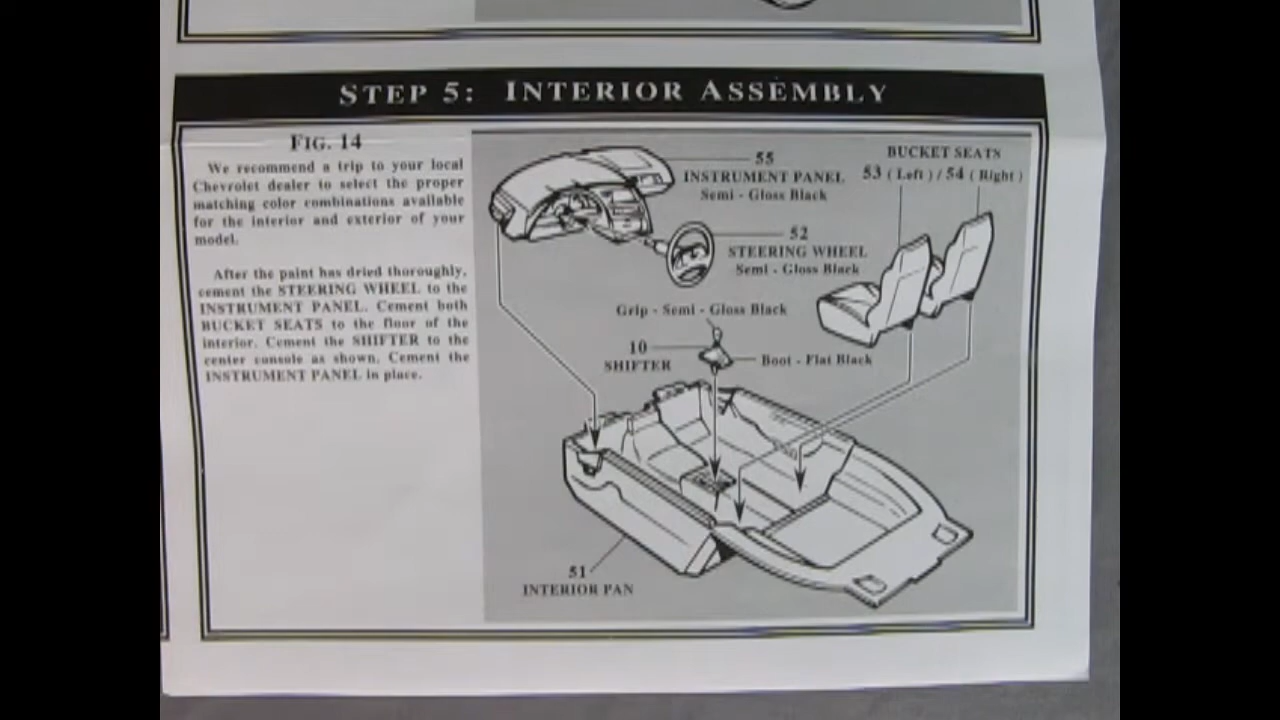 STEP 5: INTERIOR ASSEMBLY
FIG. 14
We recommend a trip to your local
Chevrolet dealer to select the proper
matching color combinations available
for the interior and exterior of your
model.
After the paint has dried thoroughly,
cement the STEERING WHEEL to the
INSTRUMENT PANEL. Cement both
BUCKET SEATS to the floor of the
interior. Cement the SHIFTER to the
center console as shown. Cement the
INSTRUMENT PANEL in place.
55
INSTRUMENT PANEL
Semi - Gloss Black
BUCKET SEATS
53 ( Left ) / 54 ( Right )
52
STEERING WHEEL
Semi - Gloss Black
Grip - Semi - Gloss Black
10
SHIFTER
Boot - Flat Black
51
INTERIOR PAN